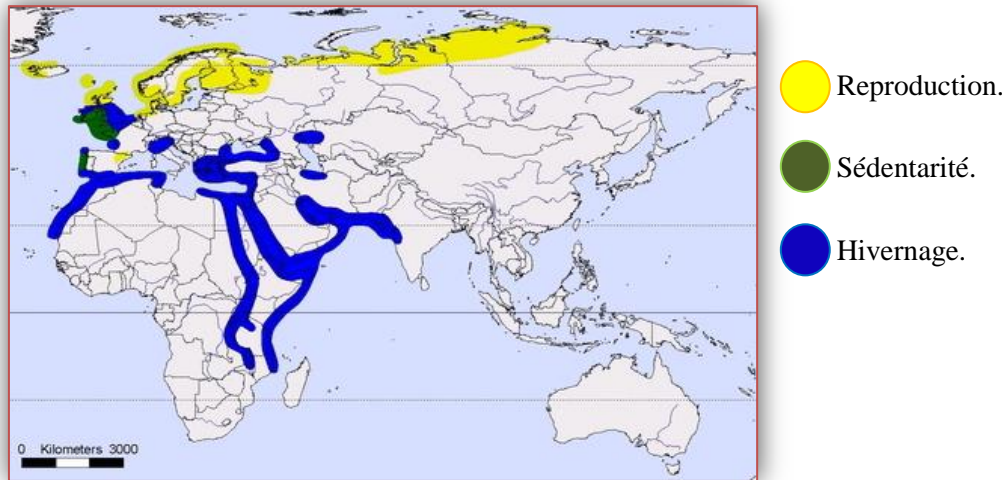 Reproduction.
Sédentarité.
Hivernage.
0 Kilometers 3000